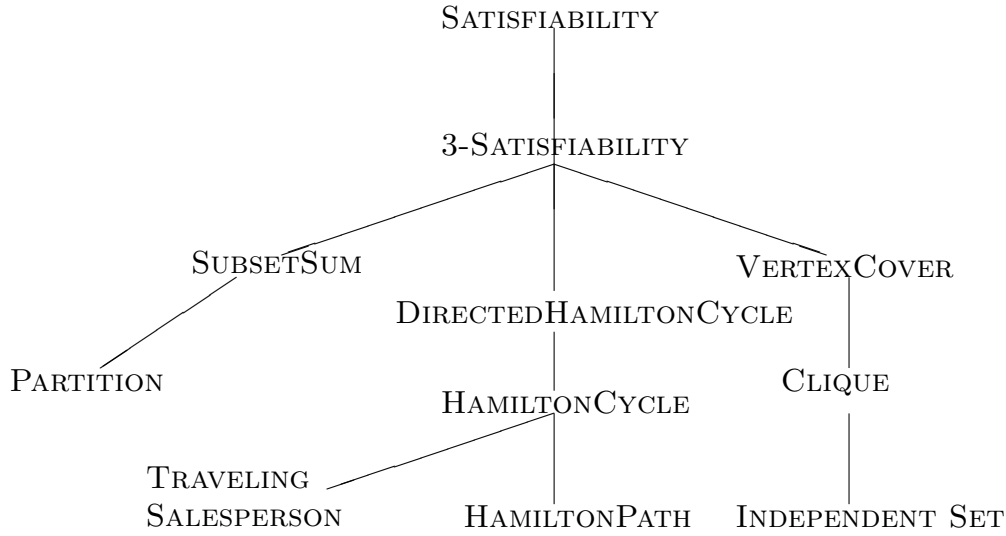 SATISFIABILITY
3-SATISFIABILITY
SUBSETSUM
VERTEXCOVER
DIRECTEDHAMILTONCYCLE
PARTITION
CLIQUE
HAMILTONCYCLE
TRAVELING
SALESPERSON
HAMILTONPATH
INDEPENDENT SET